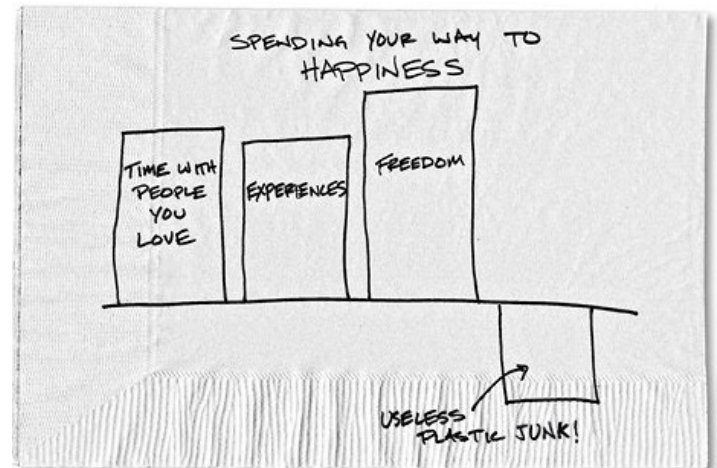 SPENDING YOUR WAY TO
HAPPINESS
TIME WITH
PEOPLE
YOU
LOVE
EXPERIENCES
FREEDOM
USELESS
PLASTIC JUNK!